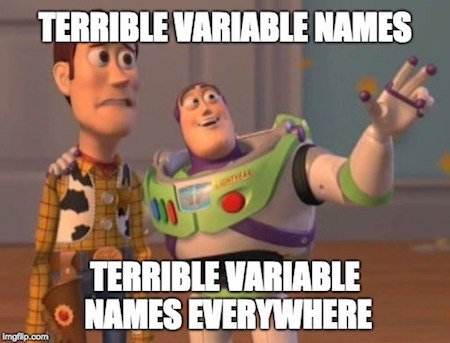 TERRIBLE VARIABLE NAMES
LIGHTYEAR
TERRIBLE VARIABLE
NAMES EVERYWHERE
imgflip.com